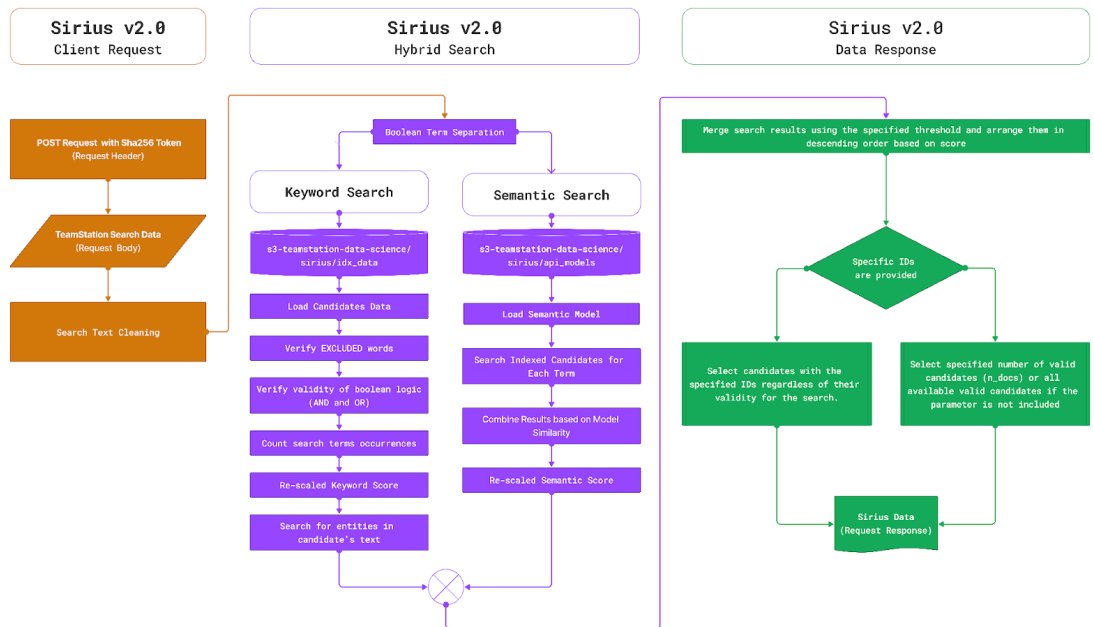 Sirius v2.0
Client Request
Sirius v2.0
Hybrid Search
Sirius v2.0
Data Response
POST Request with Sha256 Token
(Request Header)
TeamStation Search Data
(Request Body)
Search Text Cleaning
Boolean Term Separation
Keyword Search
s3-teamstation-data-science/
sirius/idx_data
Load Candidates Data
Verify EXCLUDED words
Verify validity of boolean logic
(AND and OR)
Count search terms occurrences
Re-scaled Keyword Score
Search for entities in
candidate's text
Semantic Search
s3-teamstation-data-science/
sirius/api_models
Load Semantic Model
Search Indexed Candidates for
Each Term
Combine Results based on Model
Similarity
Re-scaled Semantic Score
Merge search results using the specified threshold and arrange them in
descending order based on score
Specific IDs
are provided
Select candidates with the
specified IDs regardless of their
validity for the search.
Select specified number of valid
candidates (n_docs) or all
available valid candidates if the
parameter is not included
Sirius Data
(Request Response)